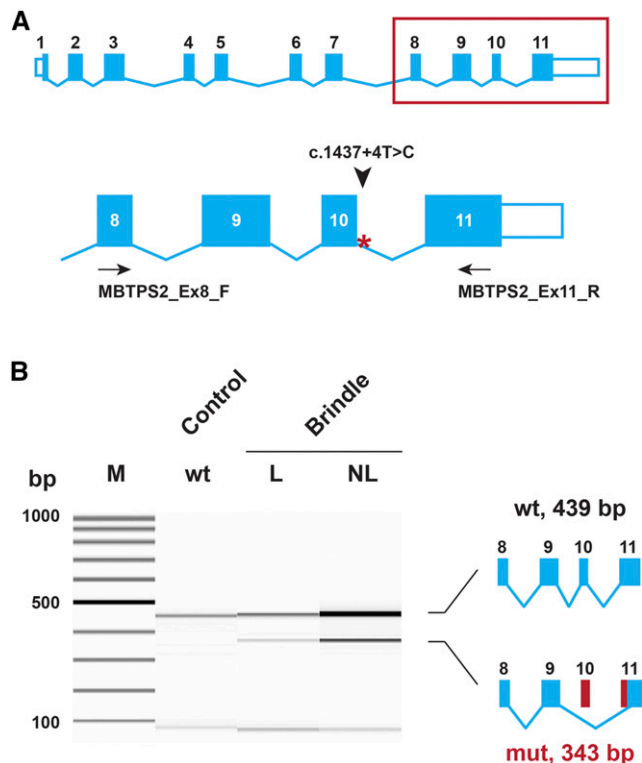 A
1 2 3 4 5 6 7 8 9 10 11
c.1437+4T>C
8 9 10 * 11
MBTPS2_Ex8_F MBTPS2_Ex11_R
B
Control Brindle
bp M wt L NL
1000
500
100
wt, 439 bp
8 9 10 11
8 9 10 11
mut, 343 bp